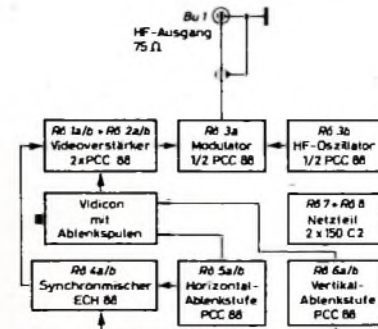 Bu 1
HF-Ausgang
75 Ω
Rö 1a/b + Rö 2a/b
Videoverstärker
2x PCC 88
Rö 3a
Modulator
1/2 PCC 88
Rö 3b
HF-Oszillator
1/2 PCC 88
Vidicon
mit
Ablenkspulen
Rö 7 + Rö 8
Netzteil
2 x 150 C 2
Rö 4a/b
Synchronmischer
ECH 88
Rö 5a/b
Horizontal-
Ablenkstufe
PCC 88
Rö 6a/b
Vertikal-
Ablenkstufe
PCC 88